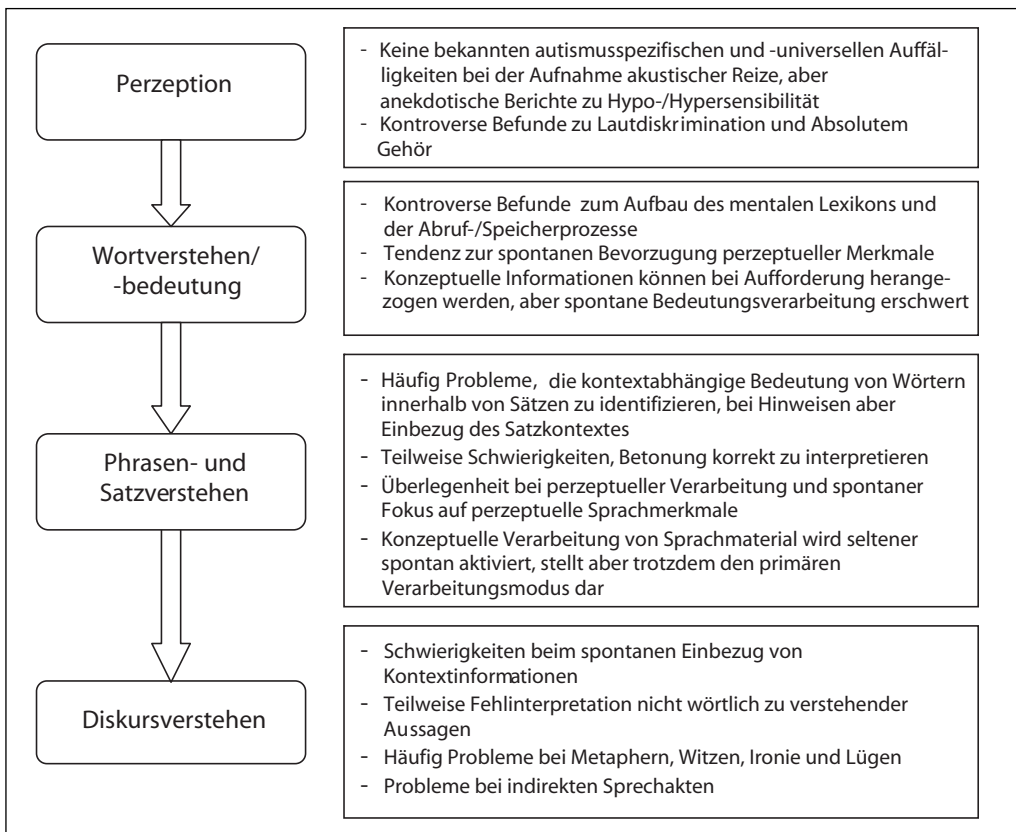 Perzeption
- Keine bekannten autismusspezifischen und -universellen Auffäl-
ligkeiten bei der Aufnahme akustischer Reize, aber
anekdotische Berichte zu Hypo-/Hypersensibilität
- Kontroverse Befunde zu Lautdiskrimination und Absolutem
Gehör
Wortverstehen/
-bedeutung
- Kontroverse Befunde zum Aufbau des mentalen Lexikons und
der Abruf-/Speicherprozesse
- Tendenz zur spontanen Bevorzugung perzeptueller Merkmale
- Konzeptuelle Informationen können bei Aufforderung herange-
zogen werden, aber spontane Bedeutungsverarbeitung erschwert
Phrasen- und
Satzverstehen
- Häufig Probleme, die kontextabhängige Bedeutung von Wörtern
innerhalb von Sätzen zu identifizieren, bei Hinweisen aber
Einbezug des Satzkontextes
- Teilweise Schwierigkeiten, Betonung korrekt zu interpretieren
- Überlegenheit bei perzeptueller Verarbeitung und spontaner
Fokus auf perzeptuelle Sprachmerkmale
- Konzeptuelle Verarbeitung von Sprachmaterial wird seltener
spontan aktiviert, stellt aber trotzdem den primären
Verarbeitungsmodus dar
Diskursverstehen
- Schwierigkeiten beim spontanen Einbezug von
Kontextinformationen
- Teilweise Fehlinterpretation nicht wörtlich zu verstehender
Aussagen
- Häufig Probleme bei Metaphern, Witzen, Ironie und Lügen
- Probleme bei indirekten Sprechakten